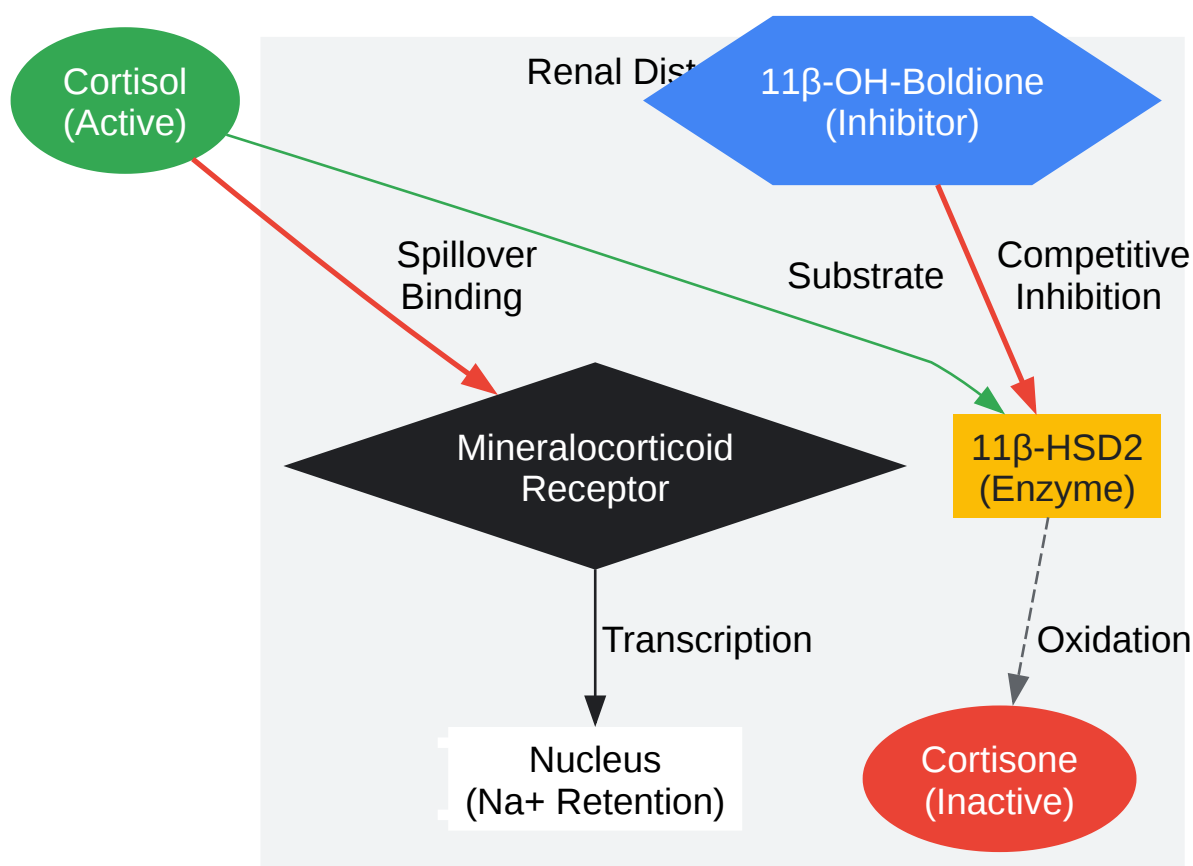 Cortisol
(Active)
Renal Dist
11β-OH-Boldione
(Inhibitor)
Spillover
Binding
Substrate
Competitive
Inhibition
Mineralocorticoid
Receptor
11β-HSD2
(Enzyme)
Transcription
Oxidation
Nucleus
(Na+ Retention)
Cortisone
(Inactive)